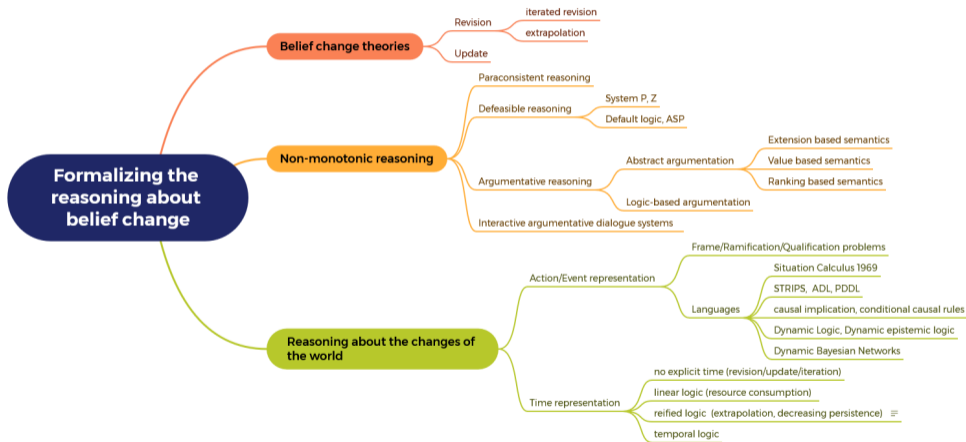 Formalizing the
reasoning about
belief change
Belief change theories
Revision
iterated revision
extrapolation
Update
Non-monotonic reasoning
Paraconsistent reasoning
Defeasible reasoning
System P, Z
Default logic, ASP
Argumentative reasoning
Abstract argumentation
Extension based semantics
Value based semantics
Ranking based semantics
Logic-based argumentation
Interactive argumentative dialogue systems
Reasoning about the changes of
the world
Action/Event representation
Frame/Ramification/Qualification problems
Languages
Situation Calculus 1969
STRIPS, ADL, PDDL
causal implication, conditional causal rules
Dynamic Logic, Dynamic epistemic logic
Dynamic Bayesian Networks
Time representation
no explicit time (revision/update/iteration)
linear logic (resource consumption)
reified logic (extrapolation, decreasing persistence)
temporal logic